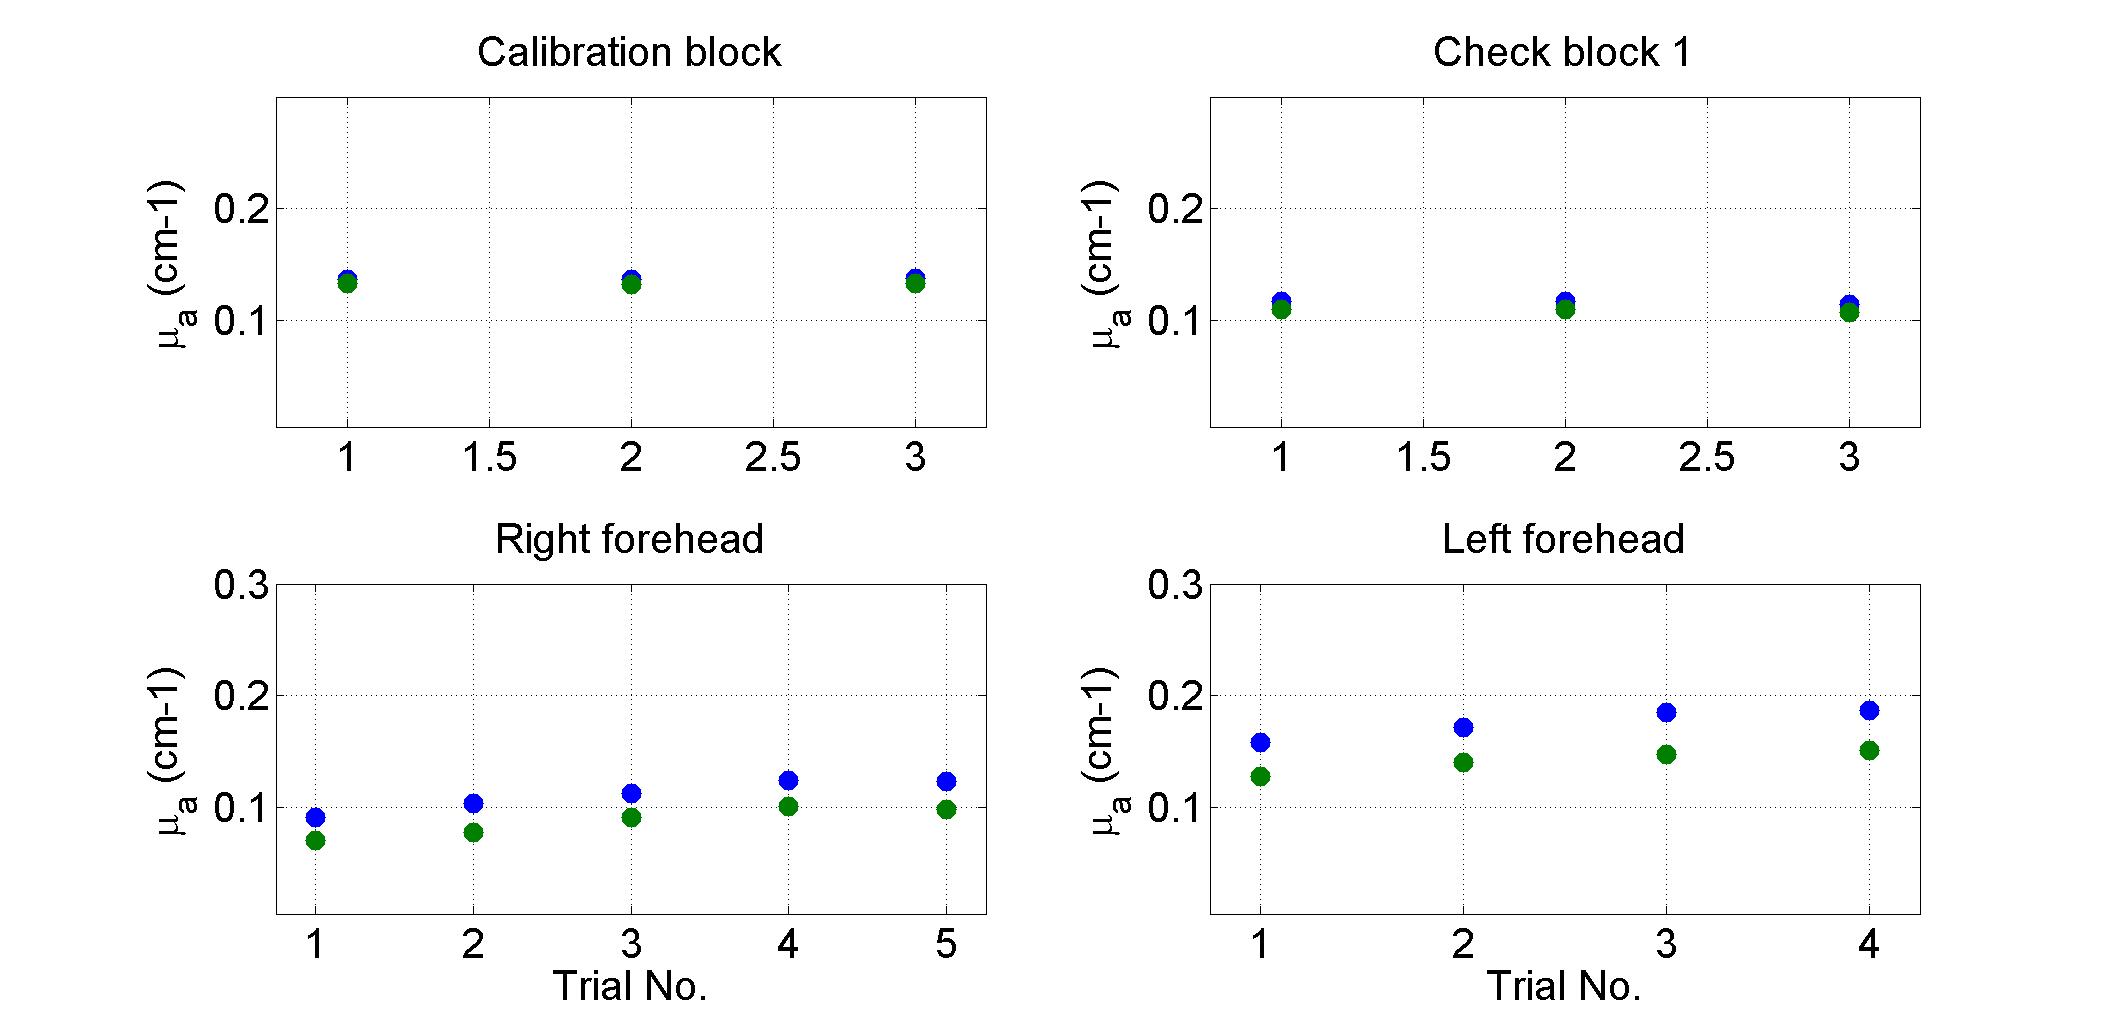 Calibration block
μa (cm-1)
0.2
0.1
1 1.5 2 2.5 3
Check block 1
μa (cm-1)
0.2
0.1
1 1.5 2 2.5 3
Right forehead
μa (cm-1)
0.3
0.2
0.1
1 2 3 4 5
Trial No.
Left forehead
μa (cm-1)
0.3
0.2
0.1
1 2 3 4
Trial No.